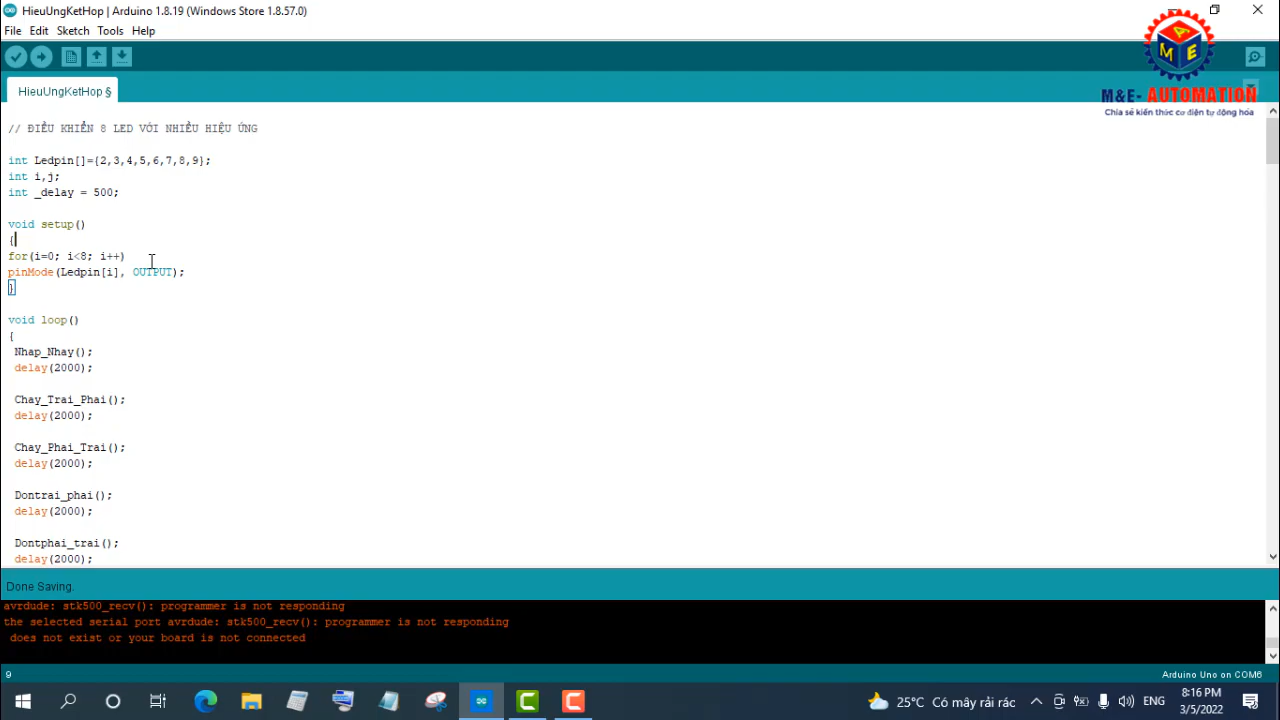 HieuUngKetHop | Arduino 1.8.19 (Windows Store 1.8.57.0)
File Edit Sketch Tools Help
A
M E
M&E- AUTOMATION
Chia sẻ kiến thức cơ điện tự động hóa
HieuUngKetHop §
// ĐIỀU KHIỂN 8 LED VỚI NHIỀU HIỆU ỨNG
int Ledpin[]={2,3,4,5,6,7,8,9};
int i,j;
int _delay = 500;
void setup()
{
for(i=0; i<8; i++)
pinMode(Ledpin[i], OUTPUT);
}
void loop()
{
Nhap_Nhay();
delay(2000);
Chay_Trai_Phai();
delay(2000);
Chay_Phai_Trai();
delay(2000);
Dontrai_phai();
delay(2000);
Dontphai_trai();
delay(2000);
Done Saving.
avrdude: stk500_recv(): programmer is not responding
the selected serial port avrdude: stk500_recv(): programmer is not responding
does not exist or your board is not connected
9
Arduino Uno on COM6
25°C Có mây rải rác
ENG
8:16 PM
3/5/2022